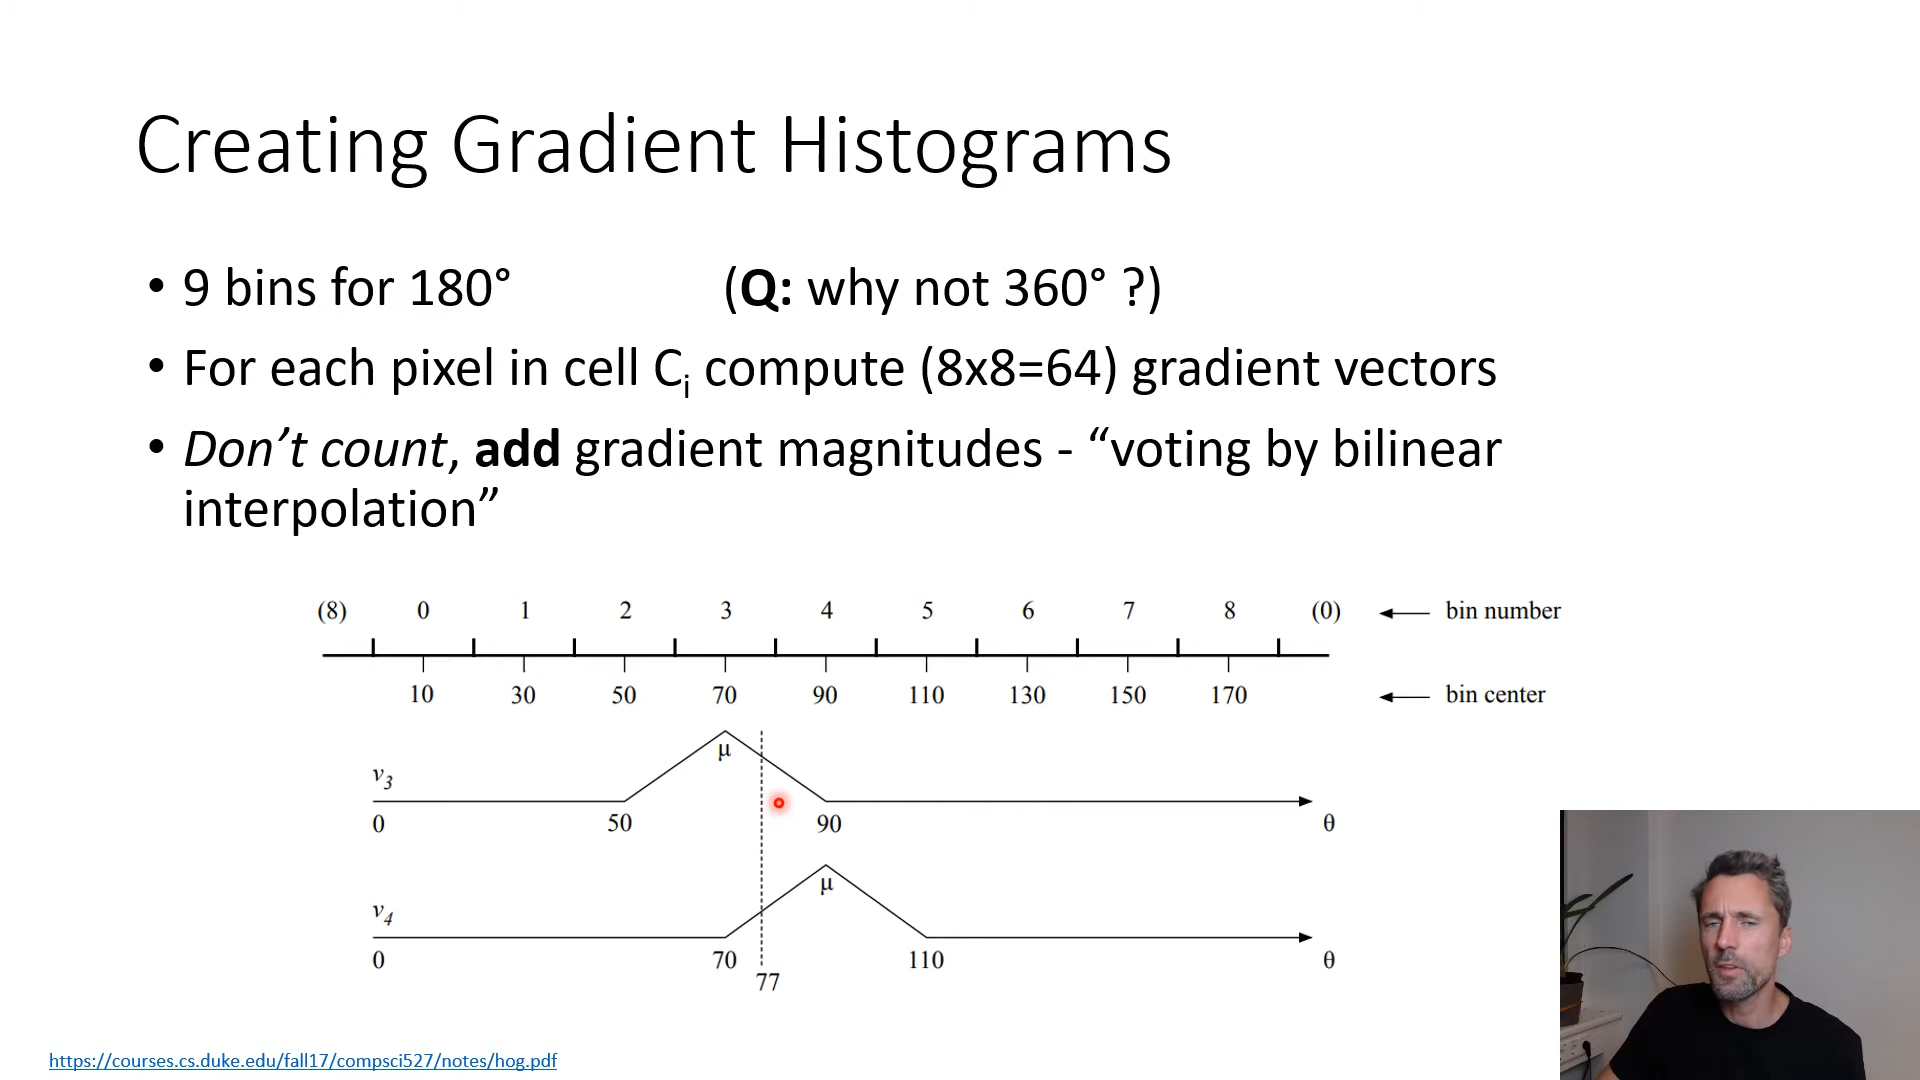 Creating Gradient Histograms
• 9 bins for 180° (Q: why not 360° ?)
• For each pixel in cell Ci compute (8x8=64) gradient vectors
• Don’t count, add gradient magnitudes - “voting by bilinear
interpolation”
(8) 0 1 2 3 4 5 6 7 8 (0) bin number
10 30 50 70 90 110 130 150 170 bin center
μ
v3
0 50 90 θ
μ
v4
0 70 110 θ
77
https://courses.cs.duke.edu/fall17/compsci527/notes/hog.pdf